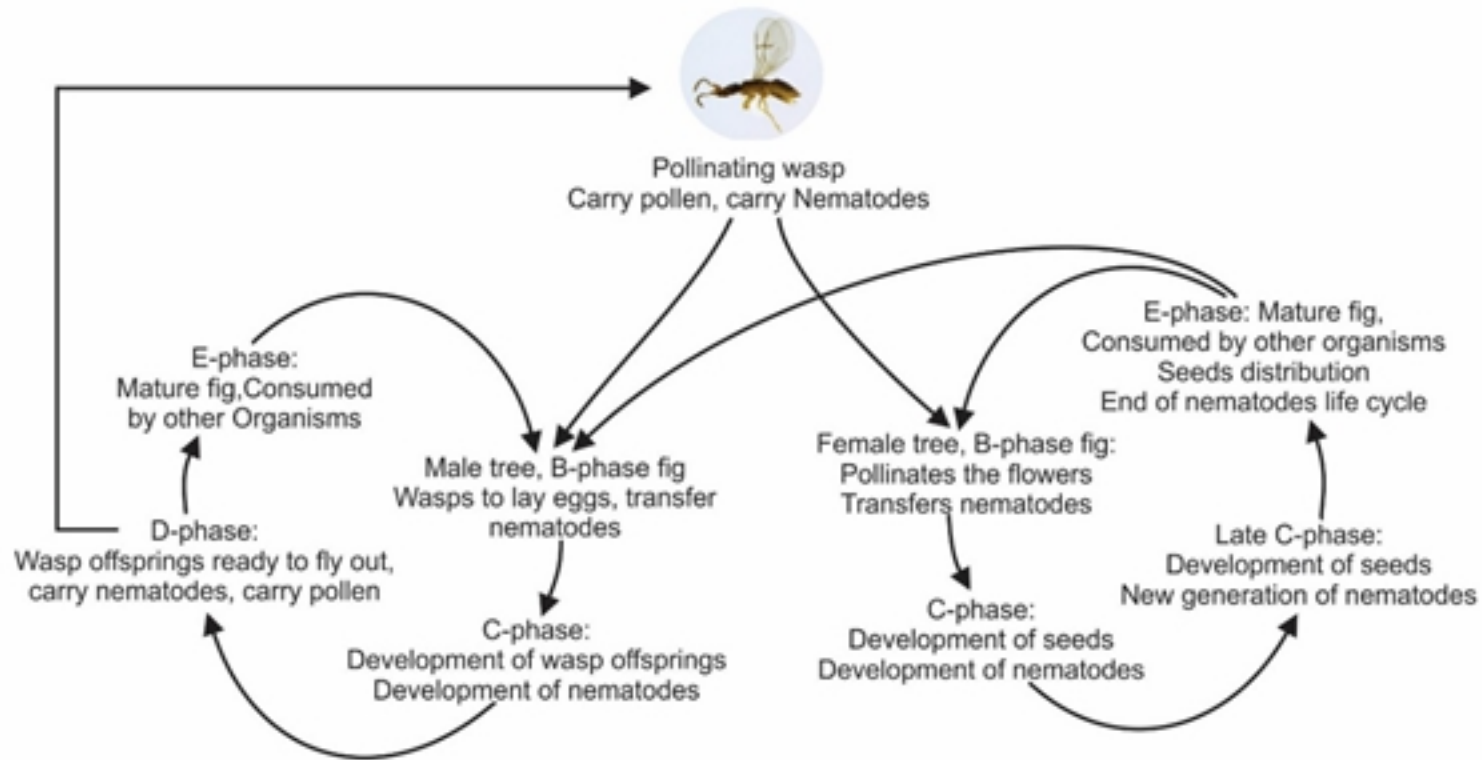 Pollinating wasp
Carry pollen, carry Nematodes
E-phase:
Mature fig,Consumed
by other Organisms
Male tree, B-phase fig
Wasps to lay eggs, transfer
nematodes
D-phase:
Wasp offsprings ready to fly out,
carry nematodes, carry pollen
C-phase:
Development of wasp offsprings
Development of nematodes
E-phase: Mature fig,
Consumed by other organisms
Seeds distribution
End of nematodes life cycle
Female tree, B-phase fig:
Pollinates the flowers
Transfers nematodes
Late C-phase:
Development of seeds
New generation of nematodes
C-phase:
Development of seeds
Development of nematodes